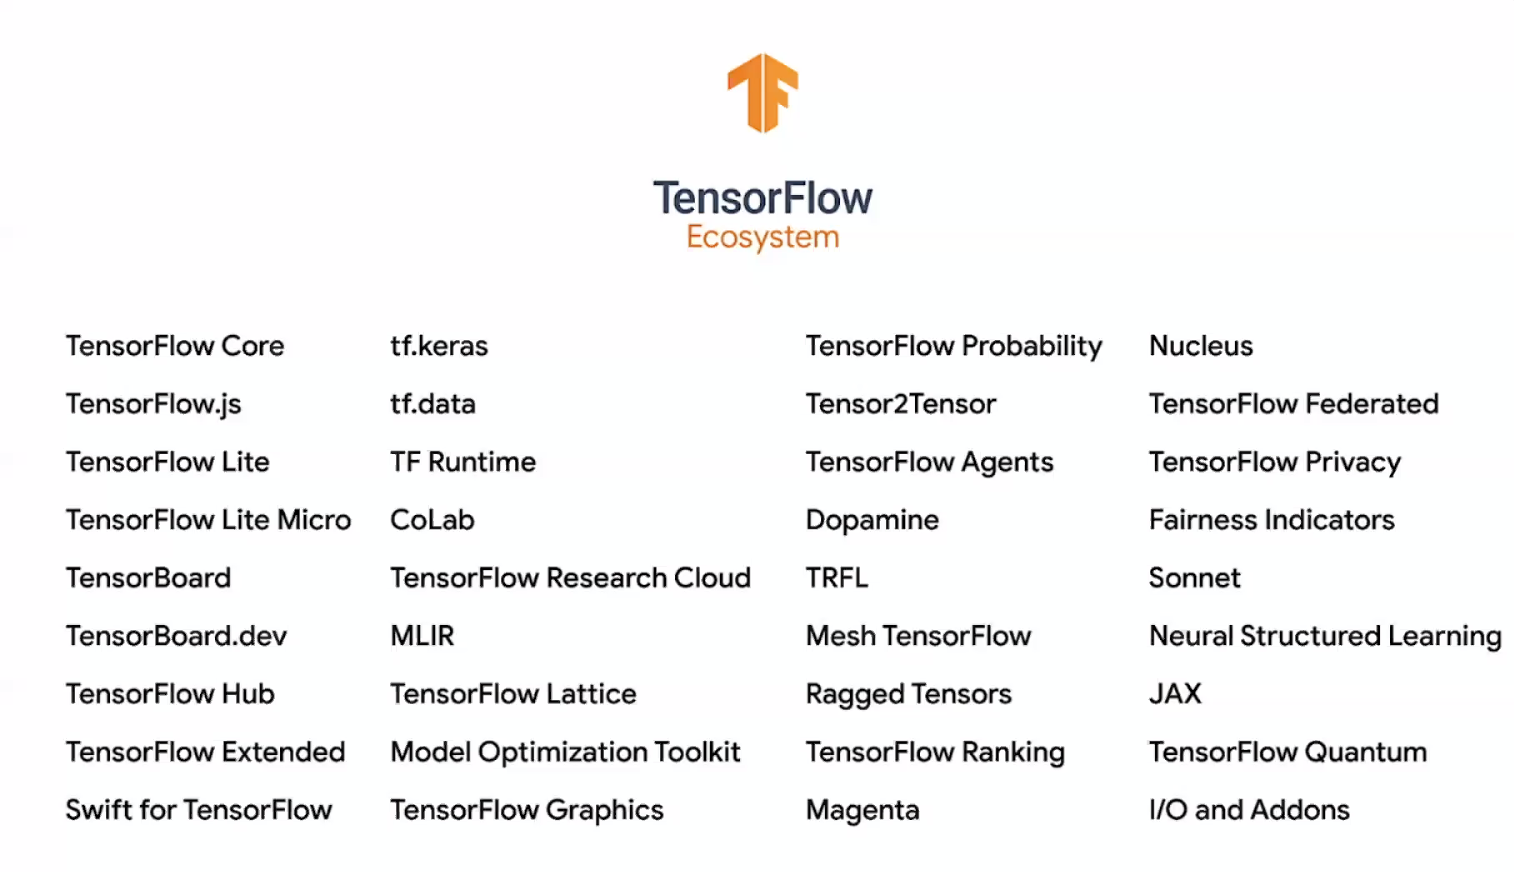 TF
TensorFlow
Ecosystem
TensorFlow Core
TensorFlow.js
TensorFlow Lite
TensorFlow Lite Micro
TensorBoard
TensorBoard.dev
TensorFlow Hub
TensorFlow Extended
Swift for TensorFlow
tf.keras
tf.data
TF Runtime
CoLab
TensorFlow Research Cloud
MLIR
TensorFlow Lattice
Model Optimization Toolkit
TensorFlow Graphics
TensorFlow Probability
Tensor2Tensor
TensorFlow Agents
Dopamine
TRFL
Mesh TensorFlow
Ragged Tensors
TensorFlow Ranking
Magenta
Nucleus
TensorFlow Federated
TensorFlow Privacy
Fairness Indicators
Sonnet
Neural Structured Learning
JAX
TensorFlow Quantum
I/O and Addons